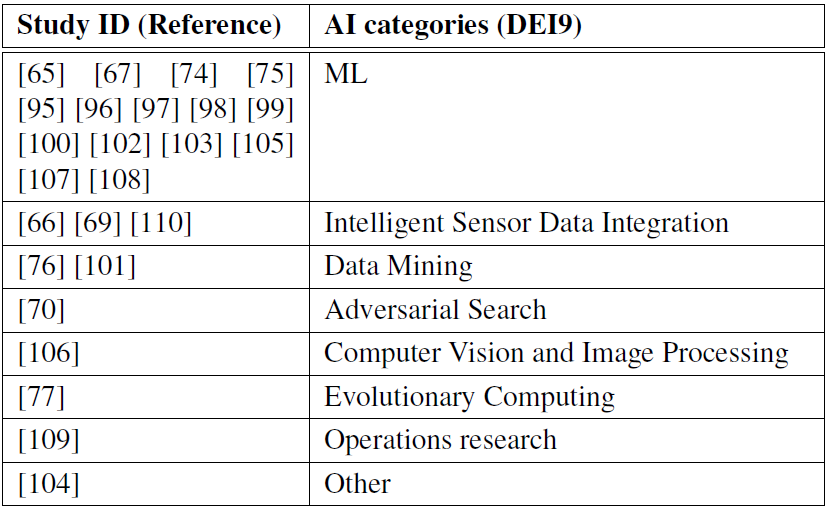 Study ID (Reference) AI categories (DEI9)
[65] [67] [74] [75] ML
[95] [96] [97] [98] [99]
[100] [102] [103] [105]
[107] [108]
[66] [69] [110] Intelligent Sensor Data Integration
[76] [101] Data Mining
[70] Adversarial Search
[106] Computer Vision and Image Processing
[77] Evolutionary Computing
[109] Operations research
[104] Other